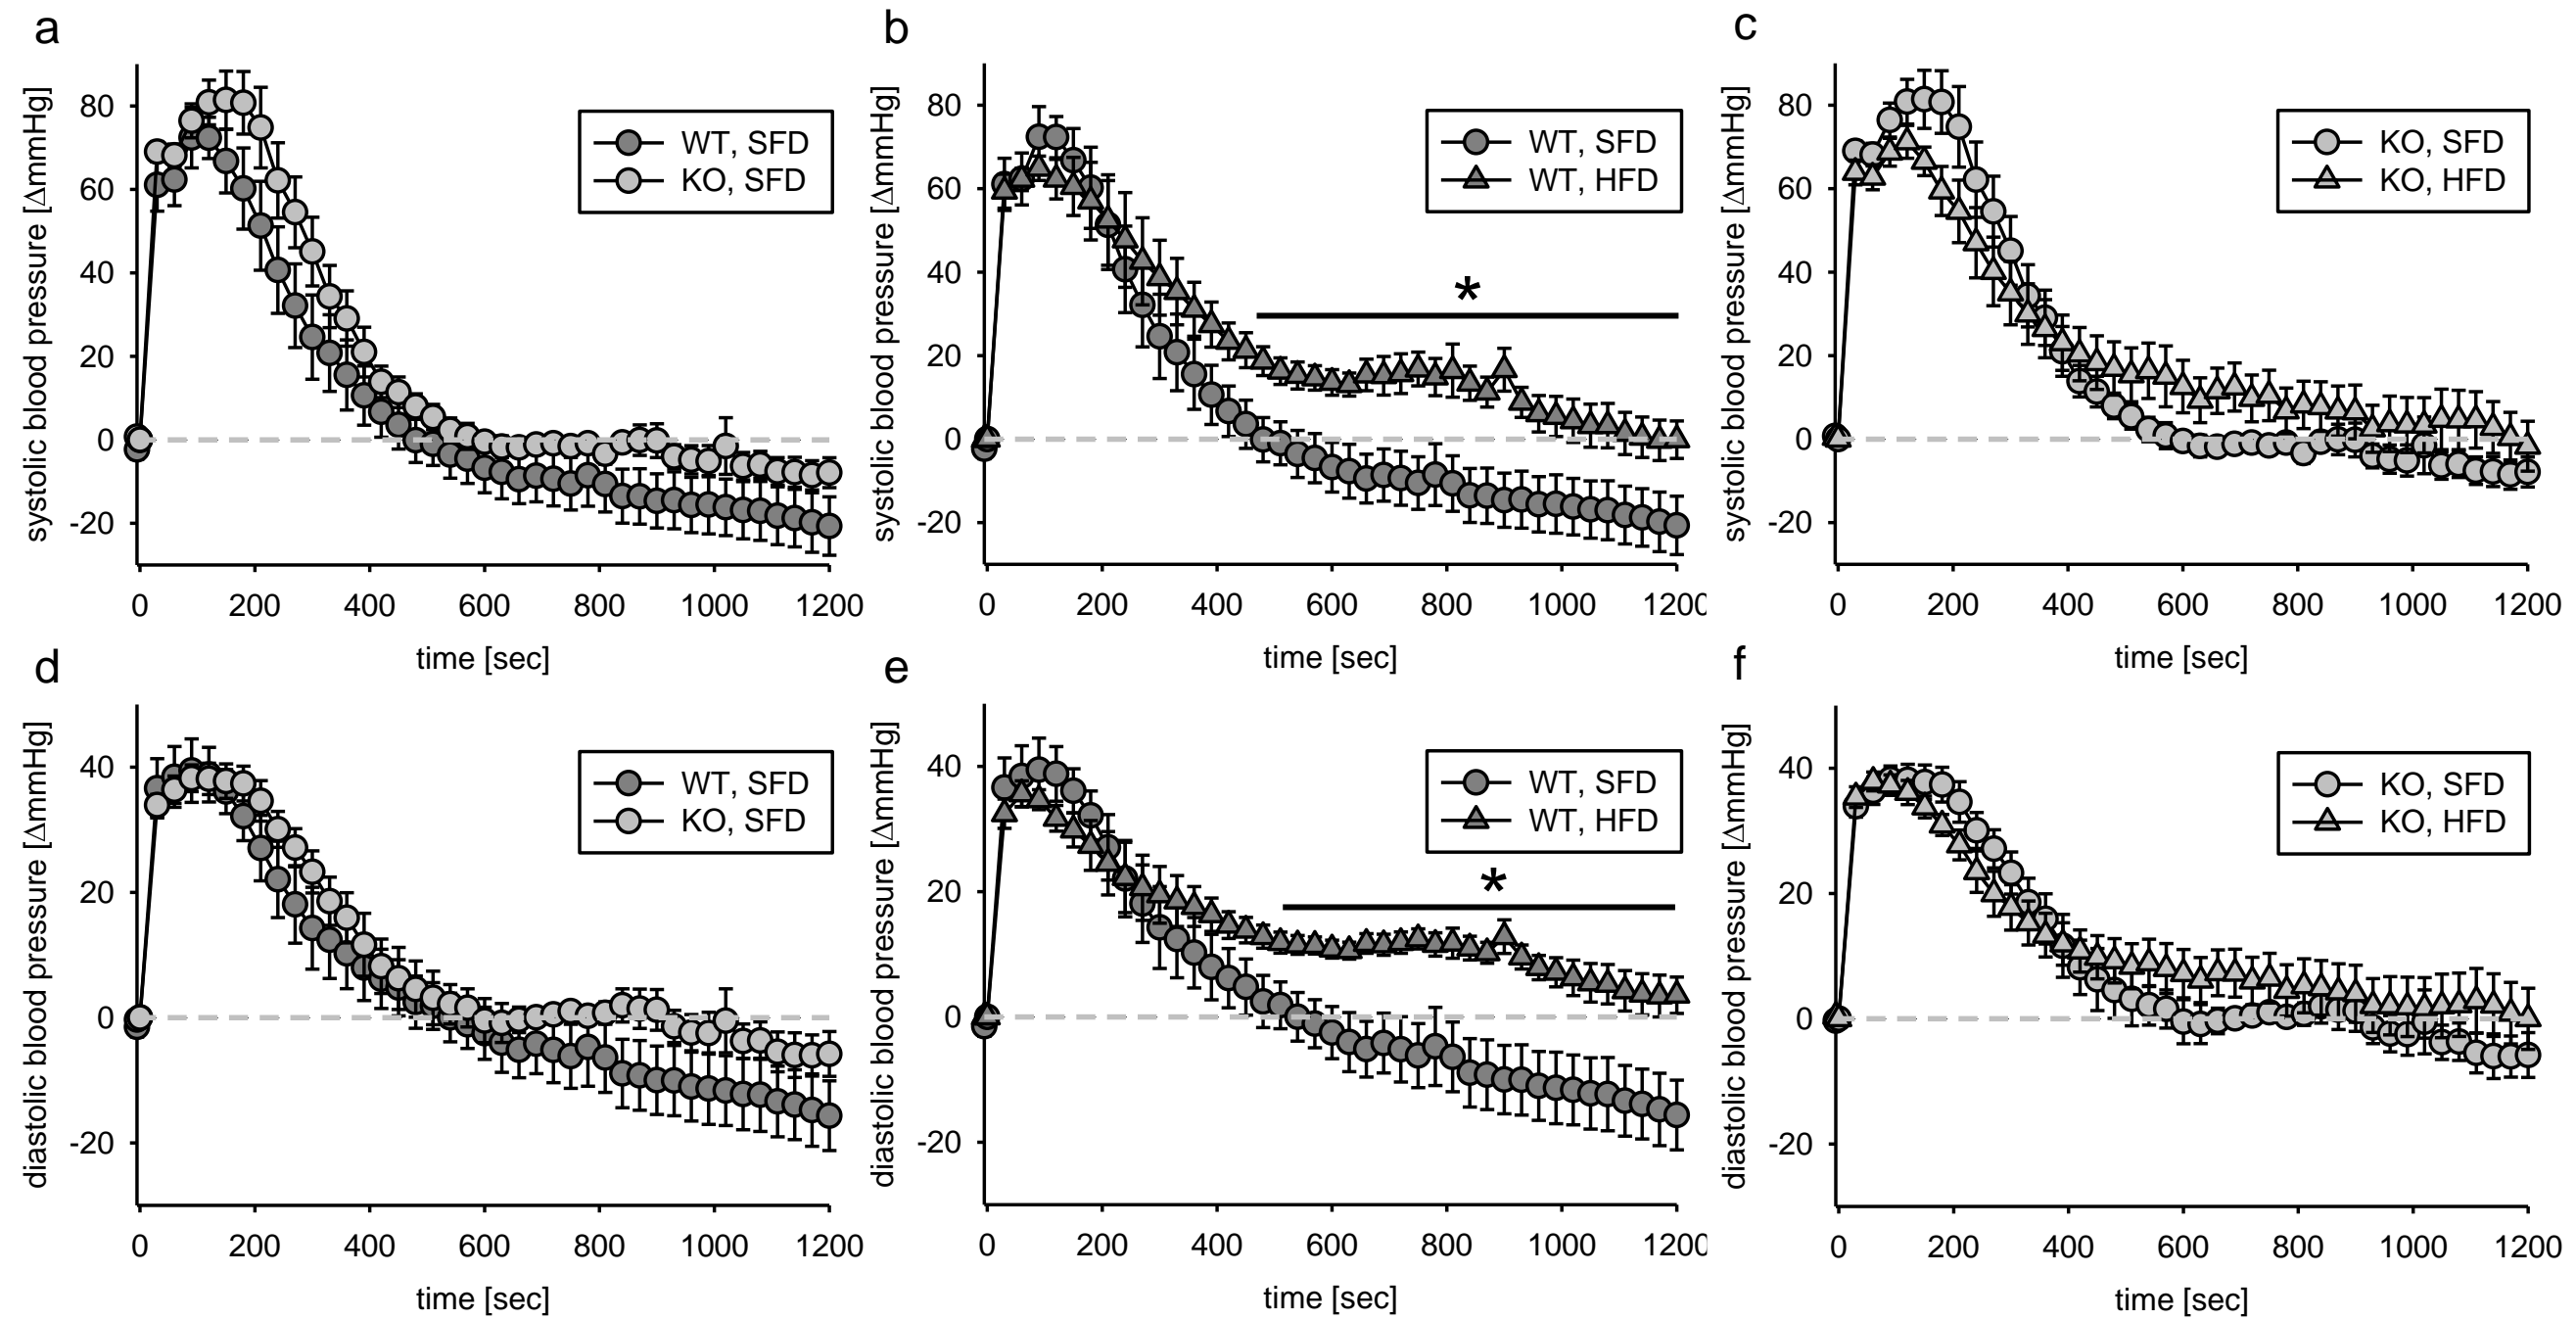 a
systolic blood pressure [ΔmmHg]
80
60
40
20
0
-20
WT, SFD
KO, SFD
0 200 400 600 800 1000 1200
time [sec]
b
systolic blood pressure [ΔmmHg]
80
60
40
20
0
-20
WT, SFD
WT, HFD
*
0 200 400 600 800 1000 1200
time [sec]
c
systolic blood pressure [ΔmmHg]
80
60
40
20
0
-20
KO, SFD
KO, HFD
0 200 400 600 800 1000 1200
time [sec]
d
diastolic blood pressure [ΔmmHg]
40
20
0
-20
WT, SFD
KO, SFD
0 200 400 600 800 1000 1200
time [sec]
e
diastolic blood pressure [ΔmmHg]
40
20
0
-20
WT, SFD
WT, HFD
*
0 200 400 600 800 1000 1200
time [sec]
f
diastolic blood pressure [ΔmmHg]
40
20
0
-20
KO, SFD
KO, HFD
0 200 400 600 800 1000 1200
time [sec]